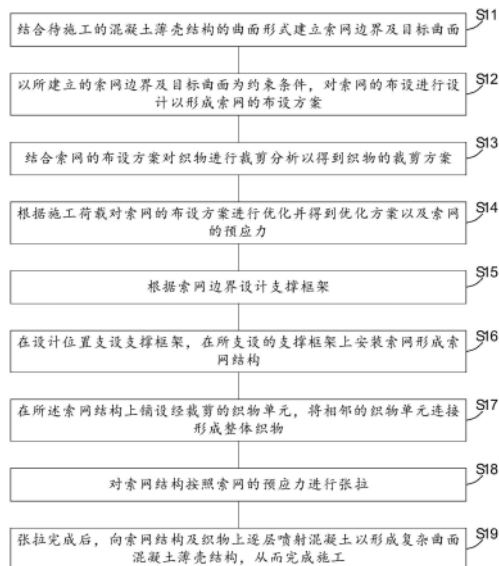 S11
结合待施工的混凝土薄壳结构的曲面形式建立索网边界及目标曲面
S12
以所建立的索网边界及目标曲面为约束条件，对索网的布设进行设
计以形成索网的布设方案
S13
结合索网的布设方案对织物进行裁剪分析以得到织物的裁剪方案
S14
根据施工荷载对索网的布设方案进行优化并得到优化方案以及索网
的预应力
S15
根据索网边界设计支撑框架
S16
在设计位置支设支撑框架，在所支设的支撑框架上安装索网形成索
网结构
S17
在所述索网结构上铺设经裁剪的织物单元，将相邻的织物单元连接
形成整体织物
S18
对索网结构按照索网的预应力进行张拉
S19
张拉完成后，向索网结构及织物上逐层喷射混凝土以形成复杂曲面
混凝土薄壳结构，从而完成施工